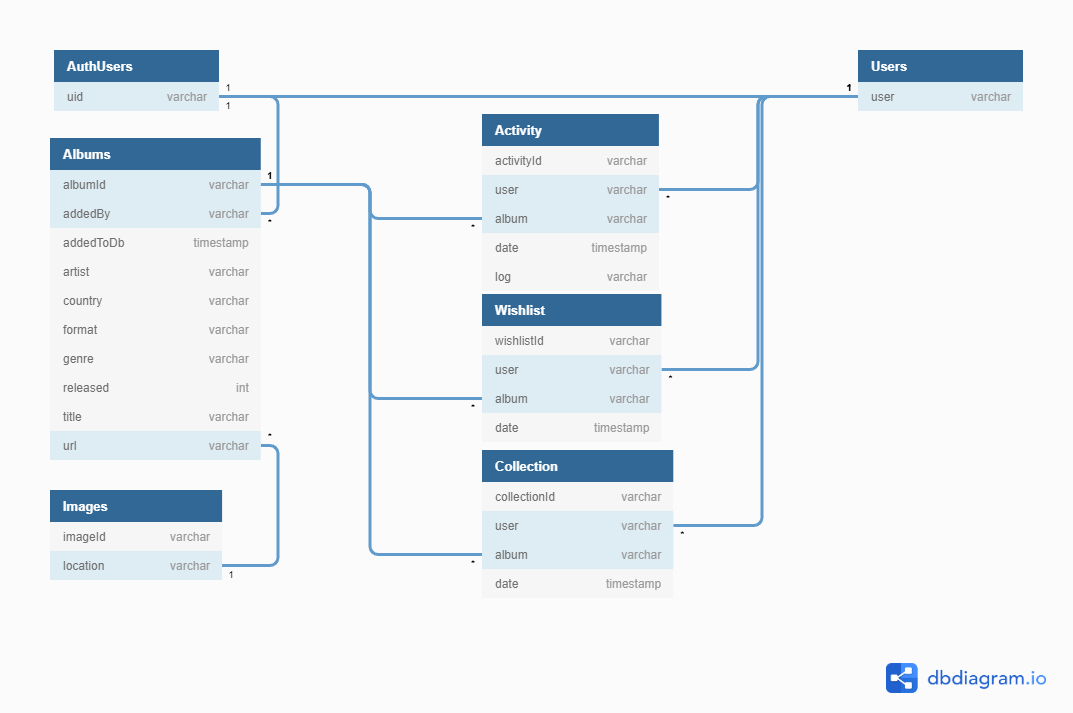 AuthUsers
uid varchar
1
1
Albums
albumId varchar
1
addedBy varchar
*
addedToDb timestamp
artist varchar
country varchar
format varchar
genre varchar
released int
title varchar
*
url varchar
Images
imageId varchar
location varchar
1
Activity
activityId varchar
user varchar
*
album varchar
*
date timestamp
log varchar
Wishlist
wishlistId varchar
user varchar
*
album varchar
*
date timestamp
Collection
collectionId varchar
user varchar
*
album varchar
*
date timestamp
Users
1
user varchar
dbdiagram.io